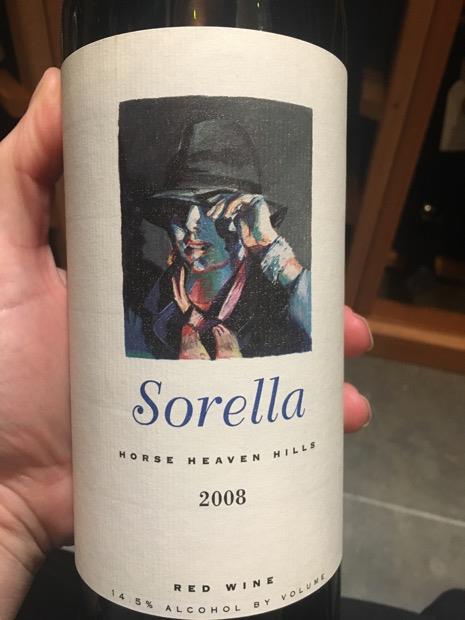 Sorella
HORSE HEAVEN HILLS
2008
RED WINE
14.5% ALCOHOL BY VOLUME